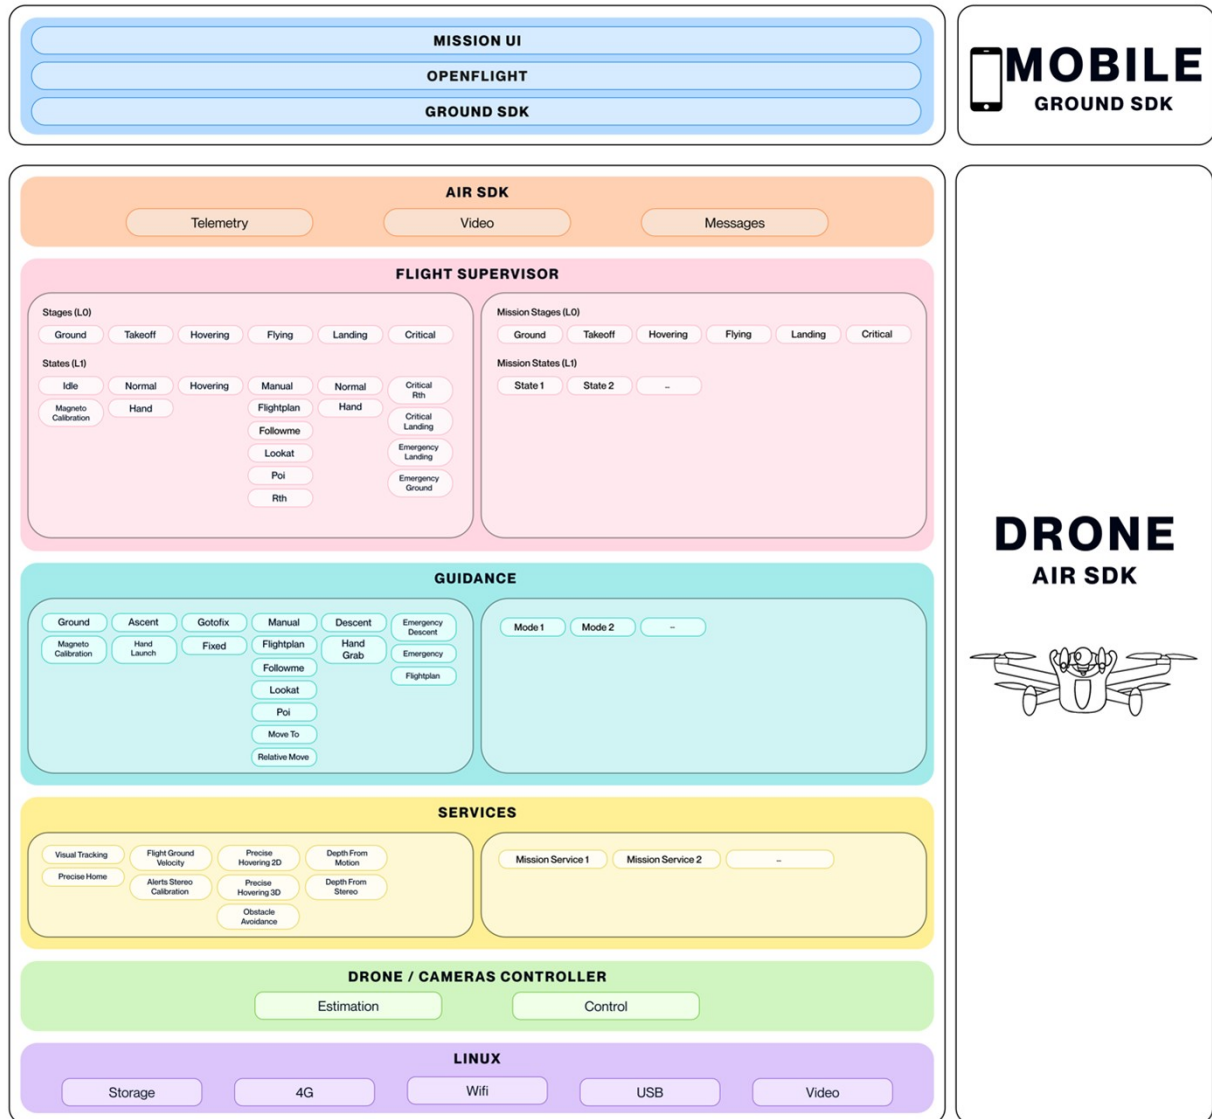 MISSION UI
OPENFLIGHT
GROUND SDK
MOBILE
GROUND SDK
AIR SDK
Telemetry
Video
Messages
FLIGHT SUPERVISOR
Stages (L0)
Ground
Takeoff
Hovering
Flying
Landing
Critical
States (L1)
Idle
Magneto
Calibration
Normal
Hand
Hovering
Manual
Flightplan
Followme
Lookat
Poi
Rth
Normal
Hand
Critical
Rth
Critical
Landing
Emergency
Landing
Emergency
Ground
Mission Stages (L0)
Ground
Takeoff
Hovering
Flying
Landing
Critical
Mission States (L1)
State 1
State 2
...
GUIDANCE
Ground
Magneto
Calibration
Ascent
Hand
Launch
Gotofix
Fixed
Manual
Flightplan
Followme
Lookat
Poi
Move To
Relative Move
Descent
Hand
Grab
Emergency
Descent
Emergency
Flightplan
Mode 1
Mode 2
...
SERVICES
Visual Tracking
Precise Home
Flight Ground
Velocity
Alerts Stereo
Calibration
Precise
Hovering 2D
Precise
Hovering 3D
Obstacle
Avoidance
Depth From
Motion
Depth From
Stereo
Mission Service 1
Mission Service 2
...
DRONE / CAMERAS CONTROLLER
Estimation
Control
LINUX
Storage
4G
Wifi
USB
Video
DRONE
AIR SDK